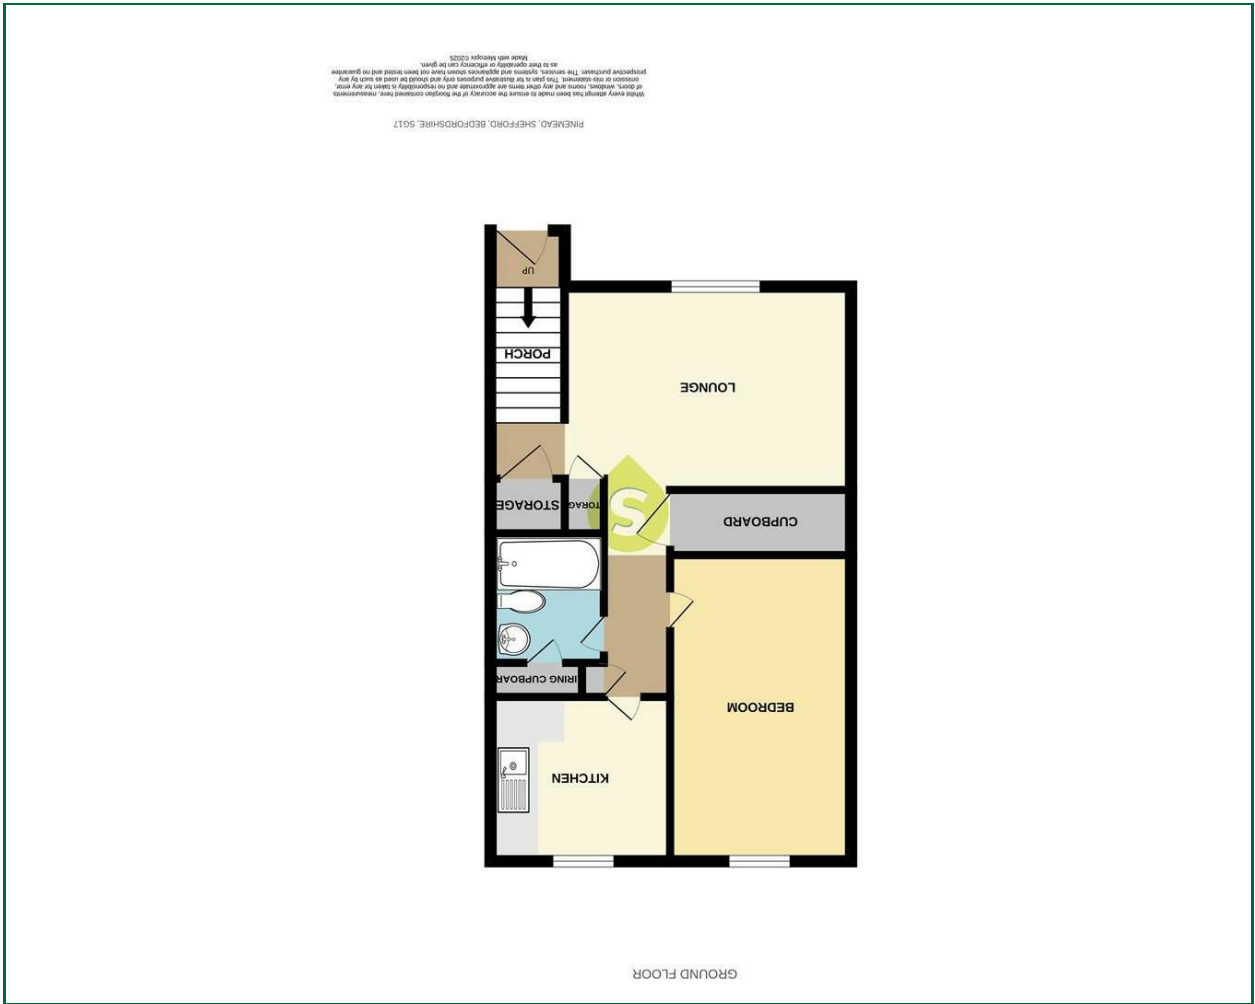 GROUND FLOOR
KITCHEN
BEDROOM
IRING CUPBOAR
STORAGE
TORAG
CUPBOARD
S
LOUNGE
PORCH
UP
PINEMEAD, SHEFFORD, BEDFORDSHIRE, SG17
Whilst every attempt has been made to ensure the accuracy of the floorplan contained here, measurements
of doors, windows, rooms and any other items are approximate and no responsibility is taken for any error,
omission or mis-statement. This plan is for illustrative purposes only and should be used as such by any
prospective purchaser. The services, systems and appliances shown have not been tested and no guarantee
as to their operability or efficiency can be given.
Made with Metropix ©2025